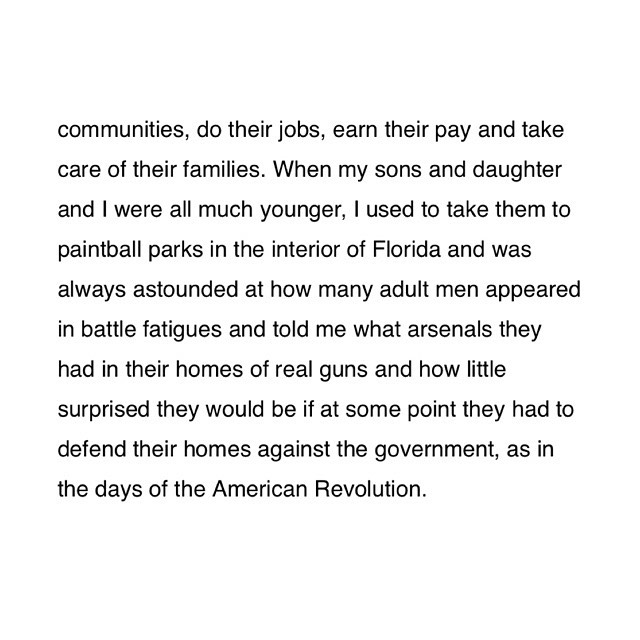 communities, do their jobs, earn their pay and take
care of their families. When my sons and daughter
and I were all much younger, I used to take them to
paintball parks in the interior of Florida and was
always astounded at how many adult men appeared
in battle fatigues and told me what arsenals they
had in their homes of real guns and how little
surprised they would be if at some point they had to
defend their homes against the government, as in
the days of the American Revolution.